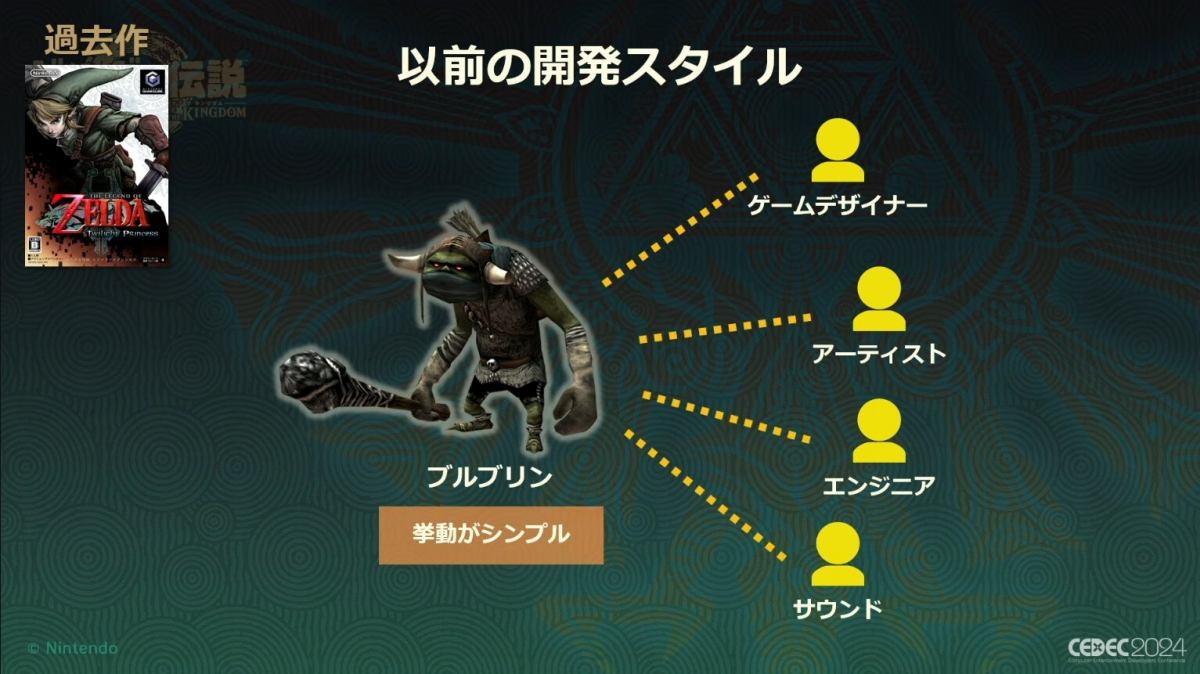 過去作
伝説
KINGDOM
Nintendo
THE LEGEND OF
ZELDA
Twilight Princess
以前の開発スタイル
ゲームデザイナー
アーティスト
エンジニア
サウンド
ブルブリン
挙動がシンプル
© Nintendo
CEDEC2024
Computer Entertainment Developers Conference